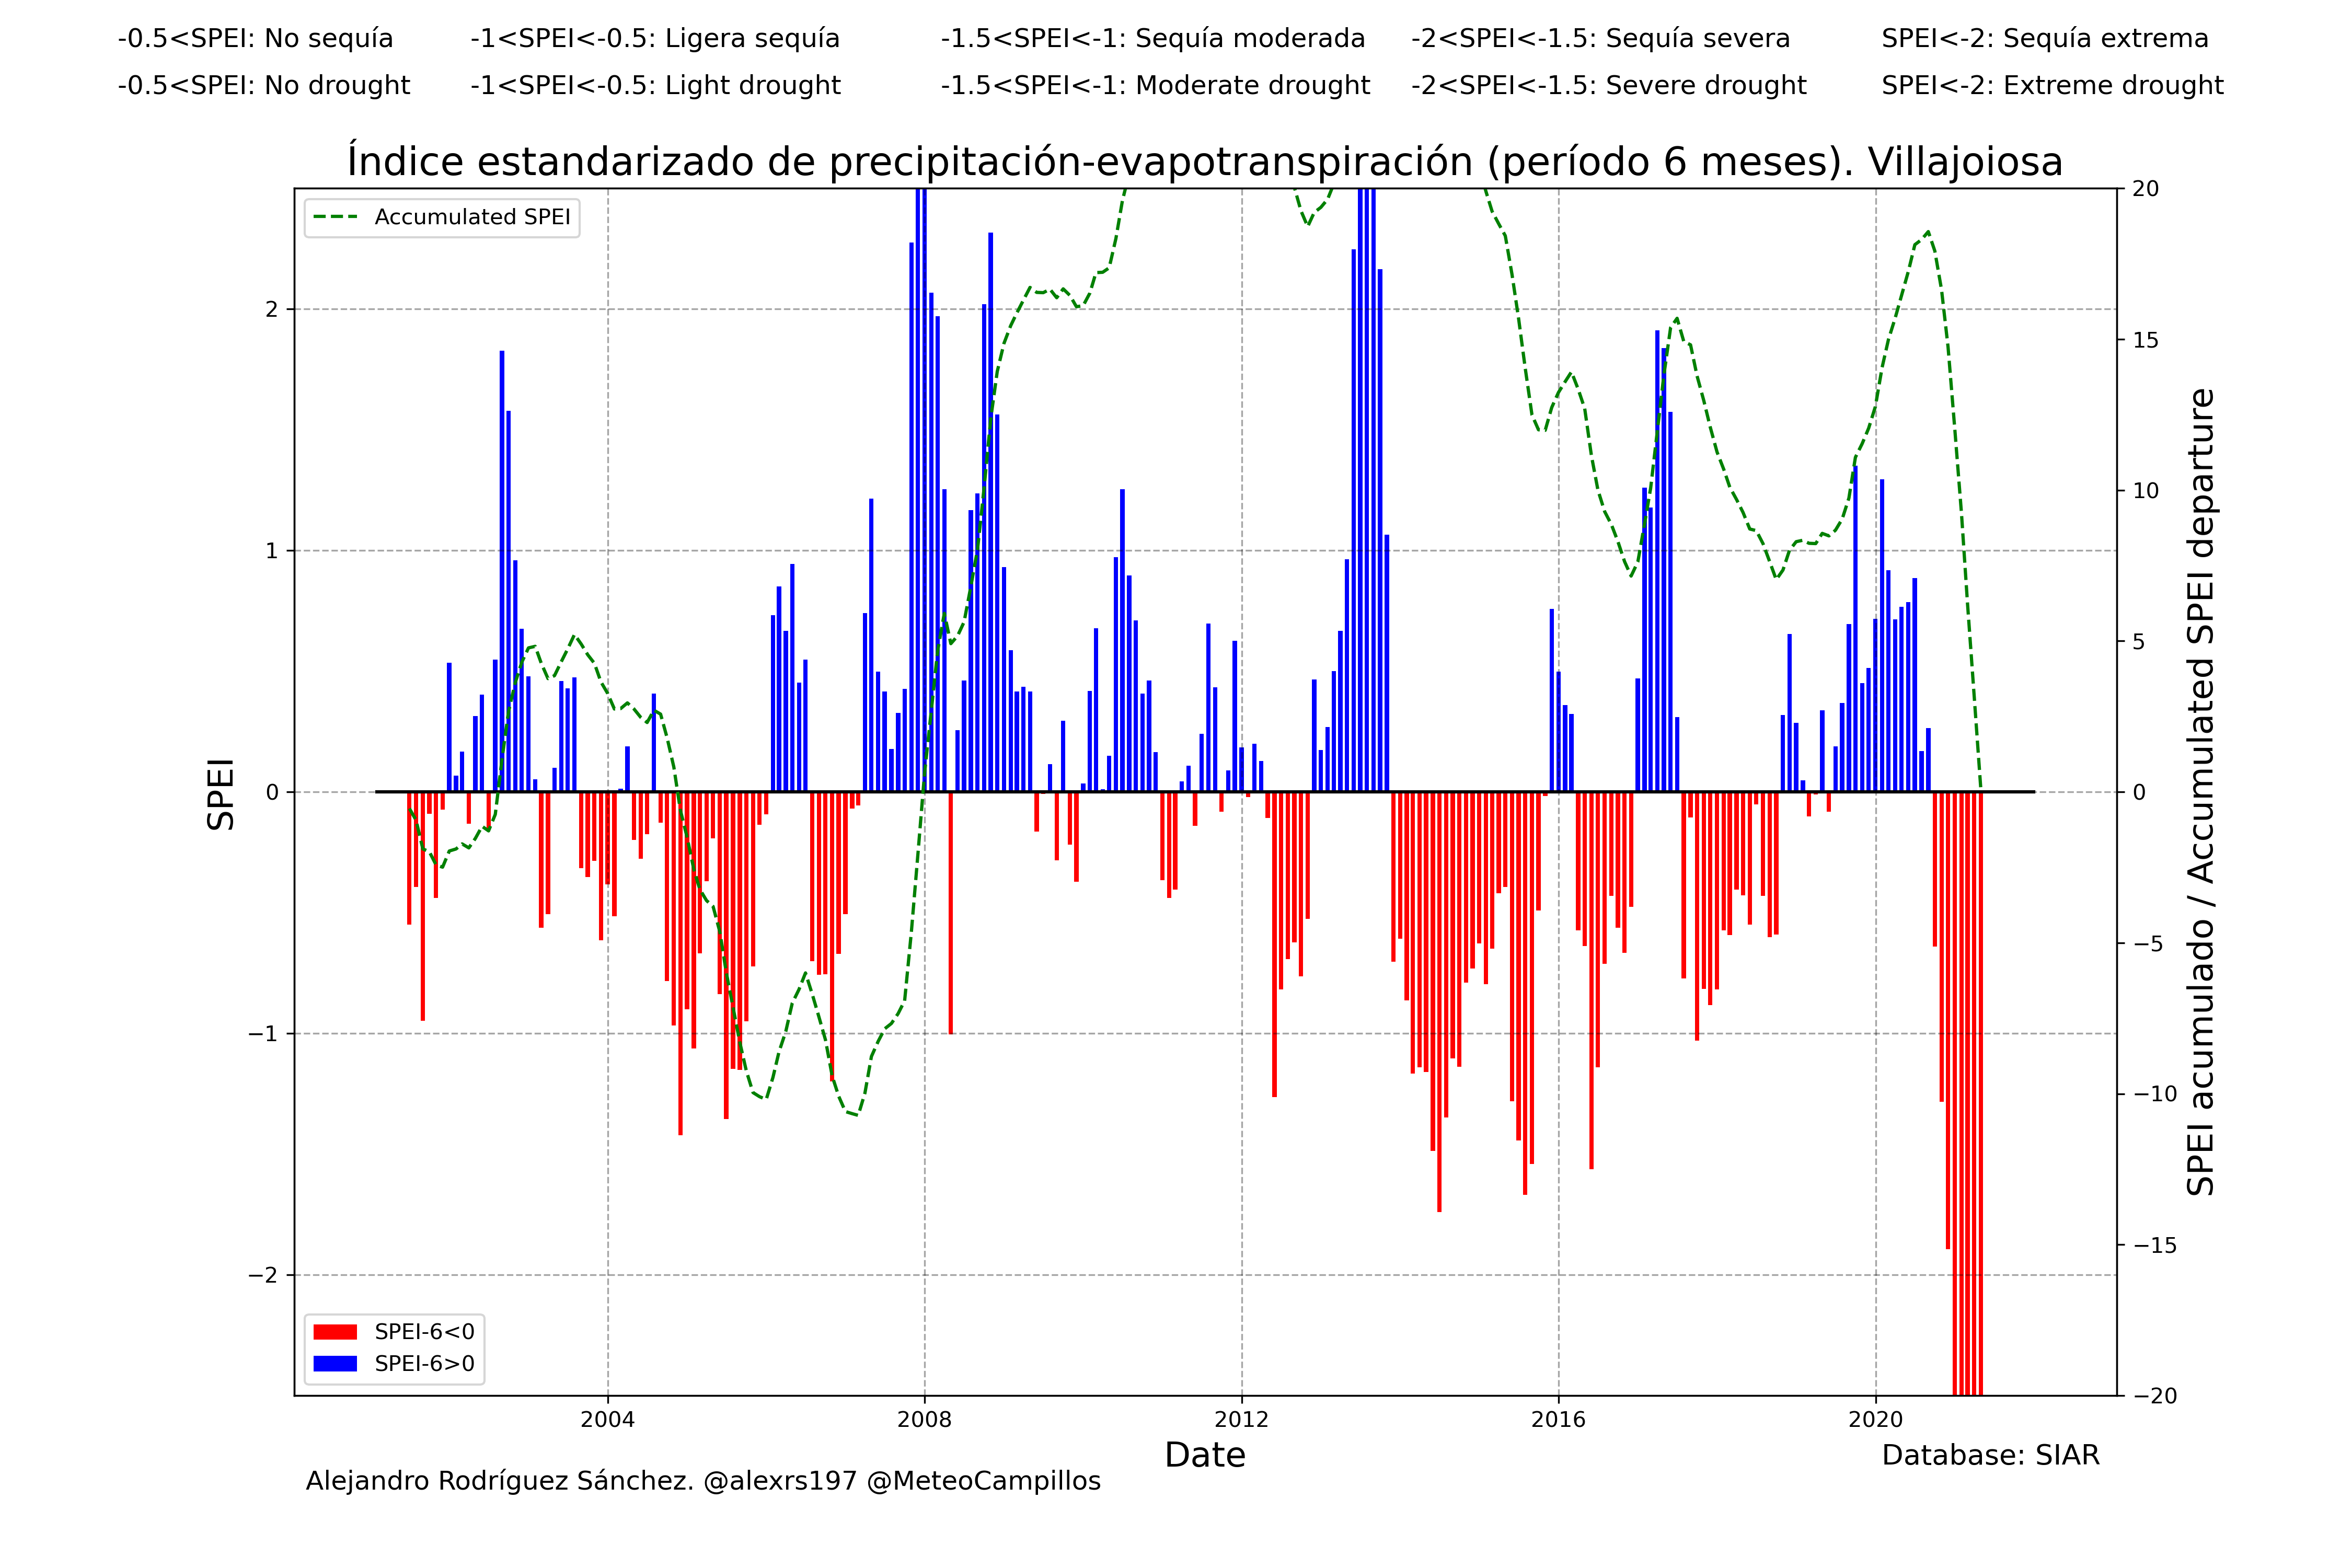 -0.5<SPEI: No sequía -1<SPEI<-0.5: Ligera sequía -1.5<SPEI<-1: Sequía moderada -2<SPEI<-1.5: Sequía severa SPEI<-2: Sequía extrema
-0.5<SPEI: No drought -1<SPEI<-0.5: Light drought -1.5<SPEI<-1: Moderate drought -2<SPEI<-1.5: Severe drought SPEI<-2: Extreme drought
Índice estandarizado de precipitación-evapotranspiración (período 6 meses). Villajoiosa
Accumulated SPEI
SPEI
2
1
0
−1
−2
20
15
10
5
0
−5
−10
−15
−20
SPEI acumulado / Accumulated SPEI departure
SPEI-6<0
SPEI-6>0
2004 2008 2012 2016 2020
Date
Database: SIAR
Alejandro Rodríguez Sánchez. @alexrs197 @MeteoCampillos